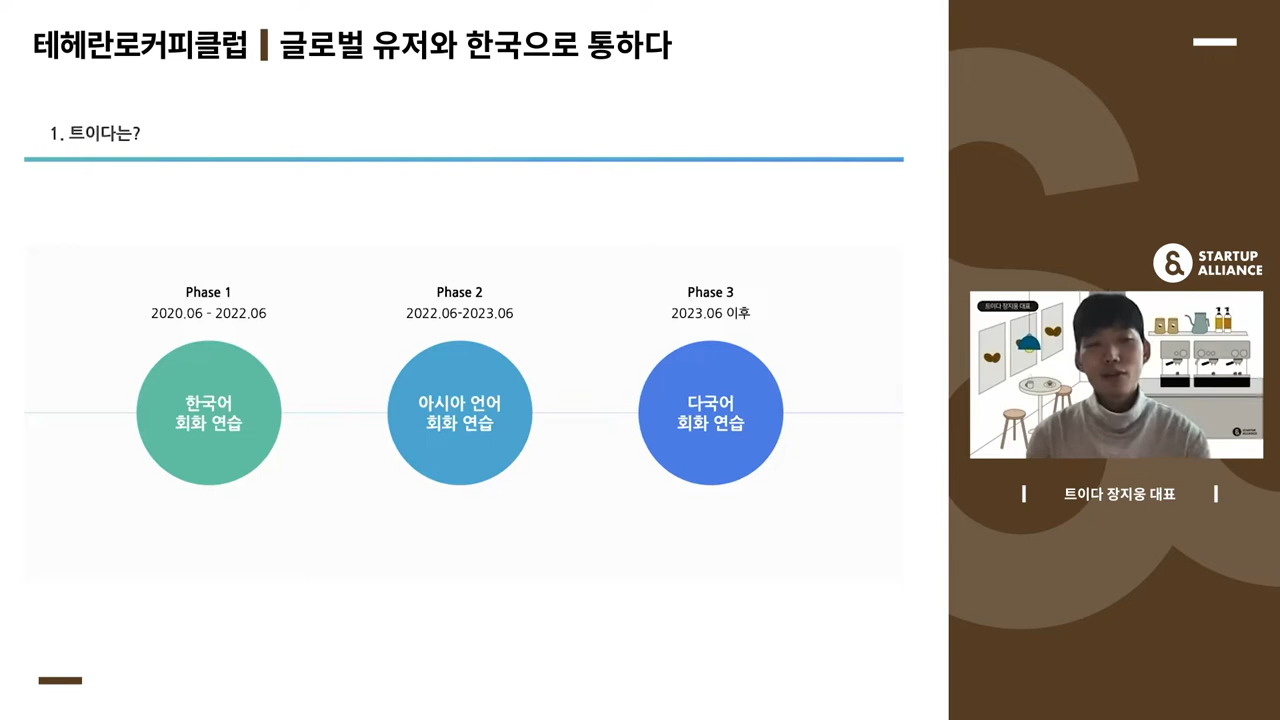 테헤란로커피클럽 | 글로벌 유저와 한국으로 통하다
1. 트이다는?
Phase 1
2020.06 - 2022.06
한국어
회화 연습
Phase 2
2022.06-2023.06
아시아 언어
회화 연습
Phase 3
2023.06 이후
다국어
회화 연습
STARTUP
ALLIANCE
트이다 장지웅 대표
STARTUP
ALLIANCE
트이다 장지웅 대표